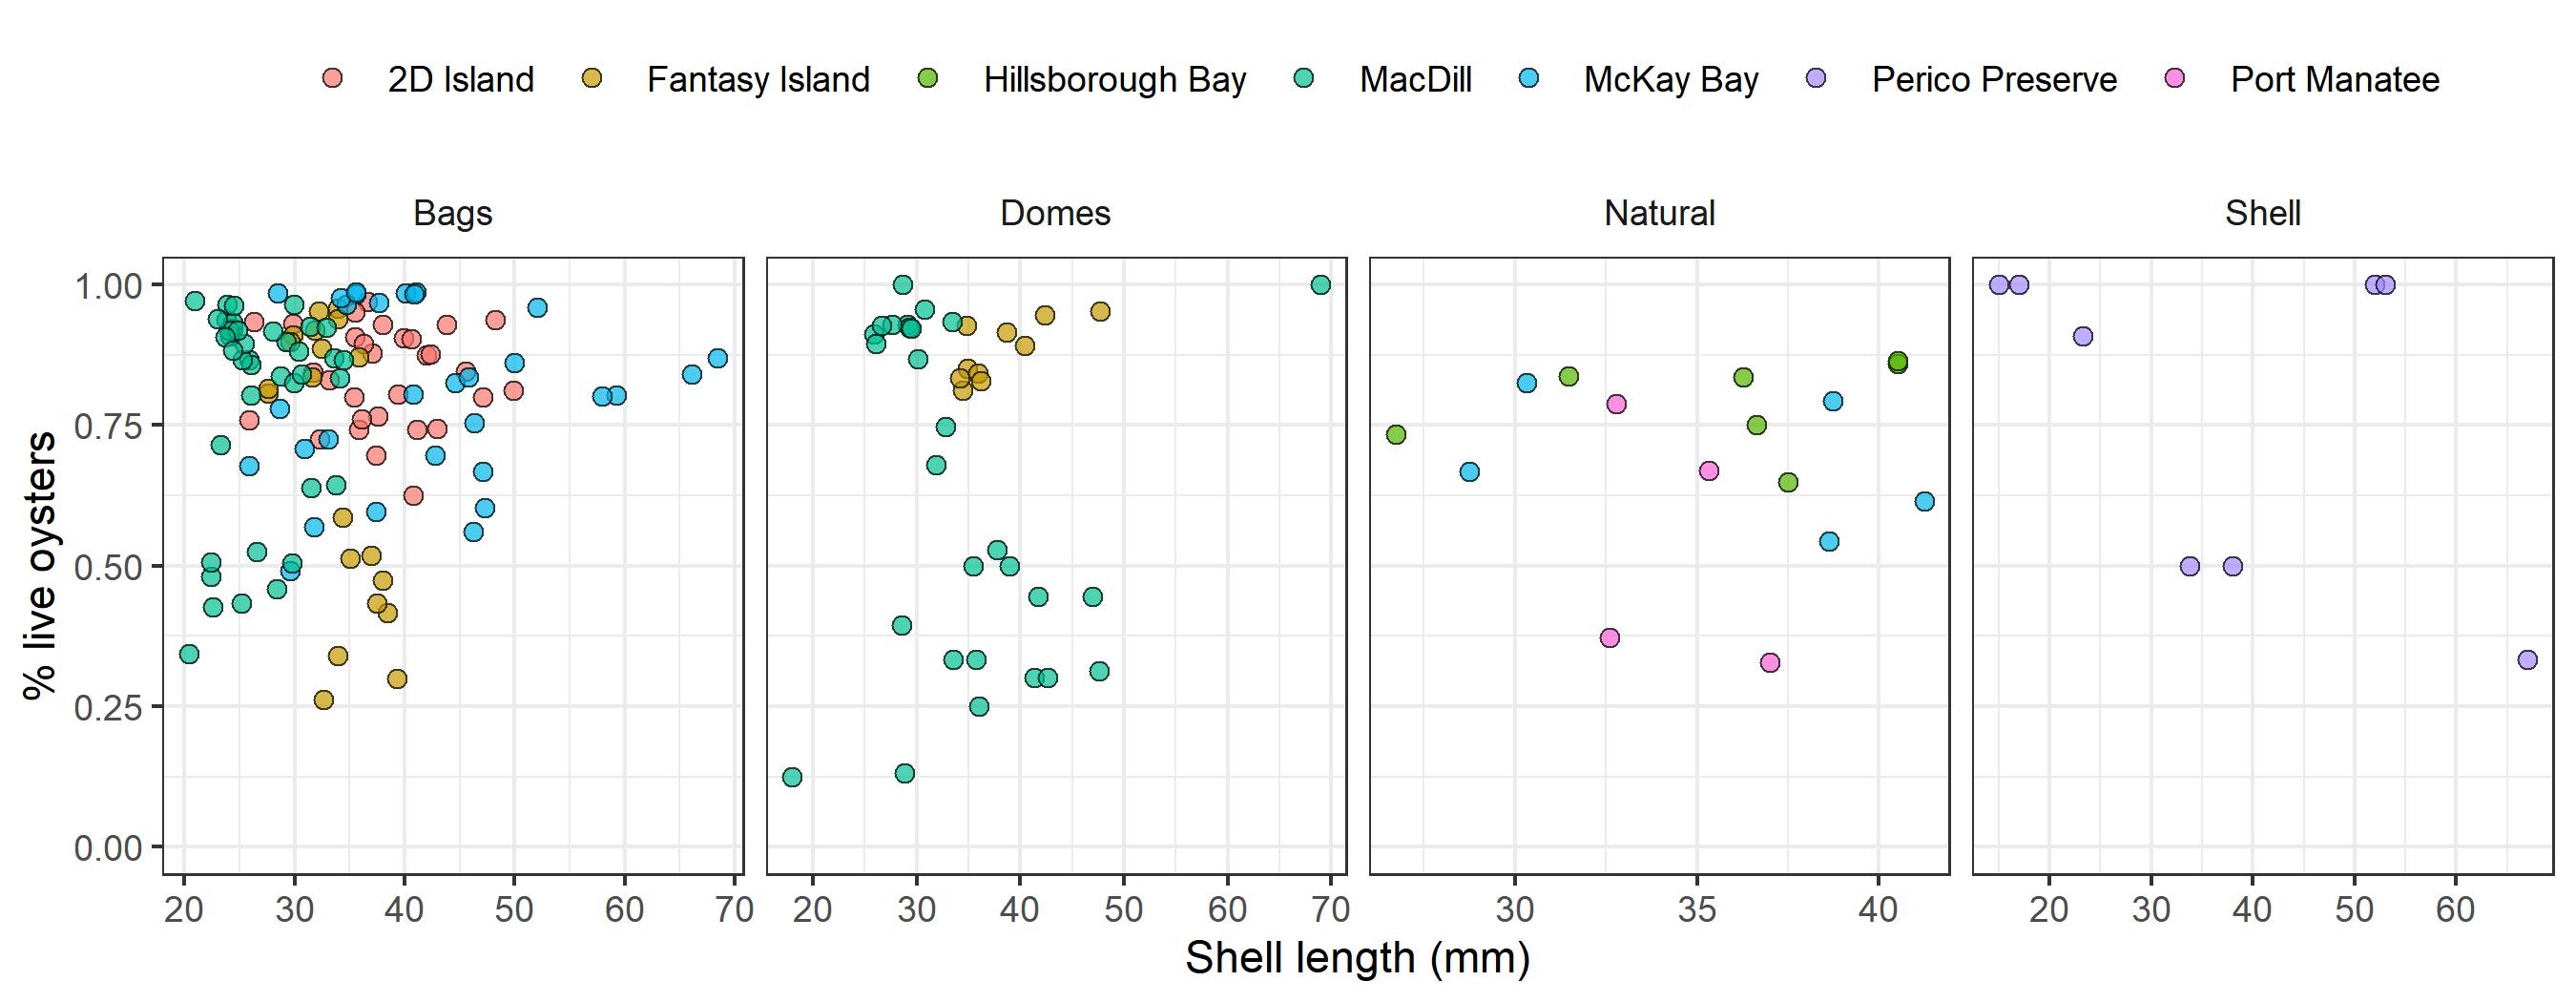 2D Island Fantasy Island Hillsborough Bay MacDill McKay Bay Perico Preserve Port Manatee
Bags Domes Natural Shell
% live oysters
1.00
0.75
0.50
0.25
0.00
20 30 40 50 60 70 20 30 40 50 60 70 30 35 40 20 30 40 50 60
Shell length (mm)